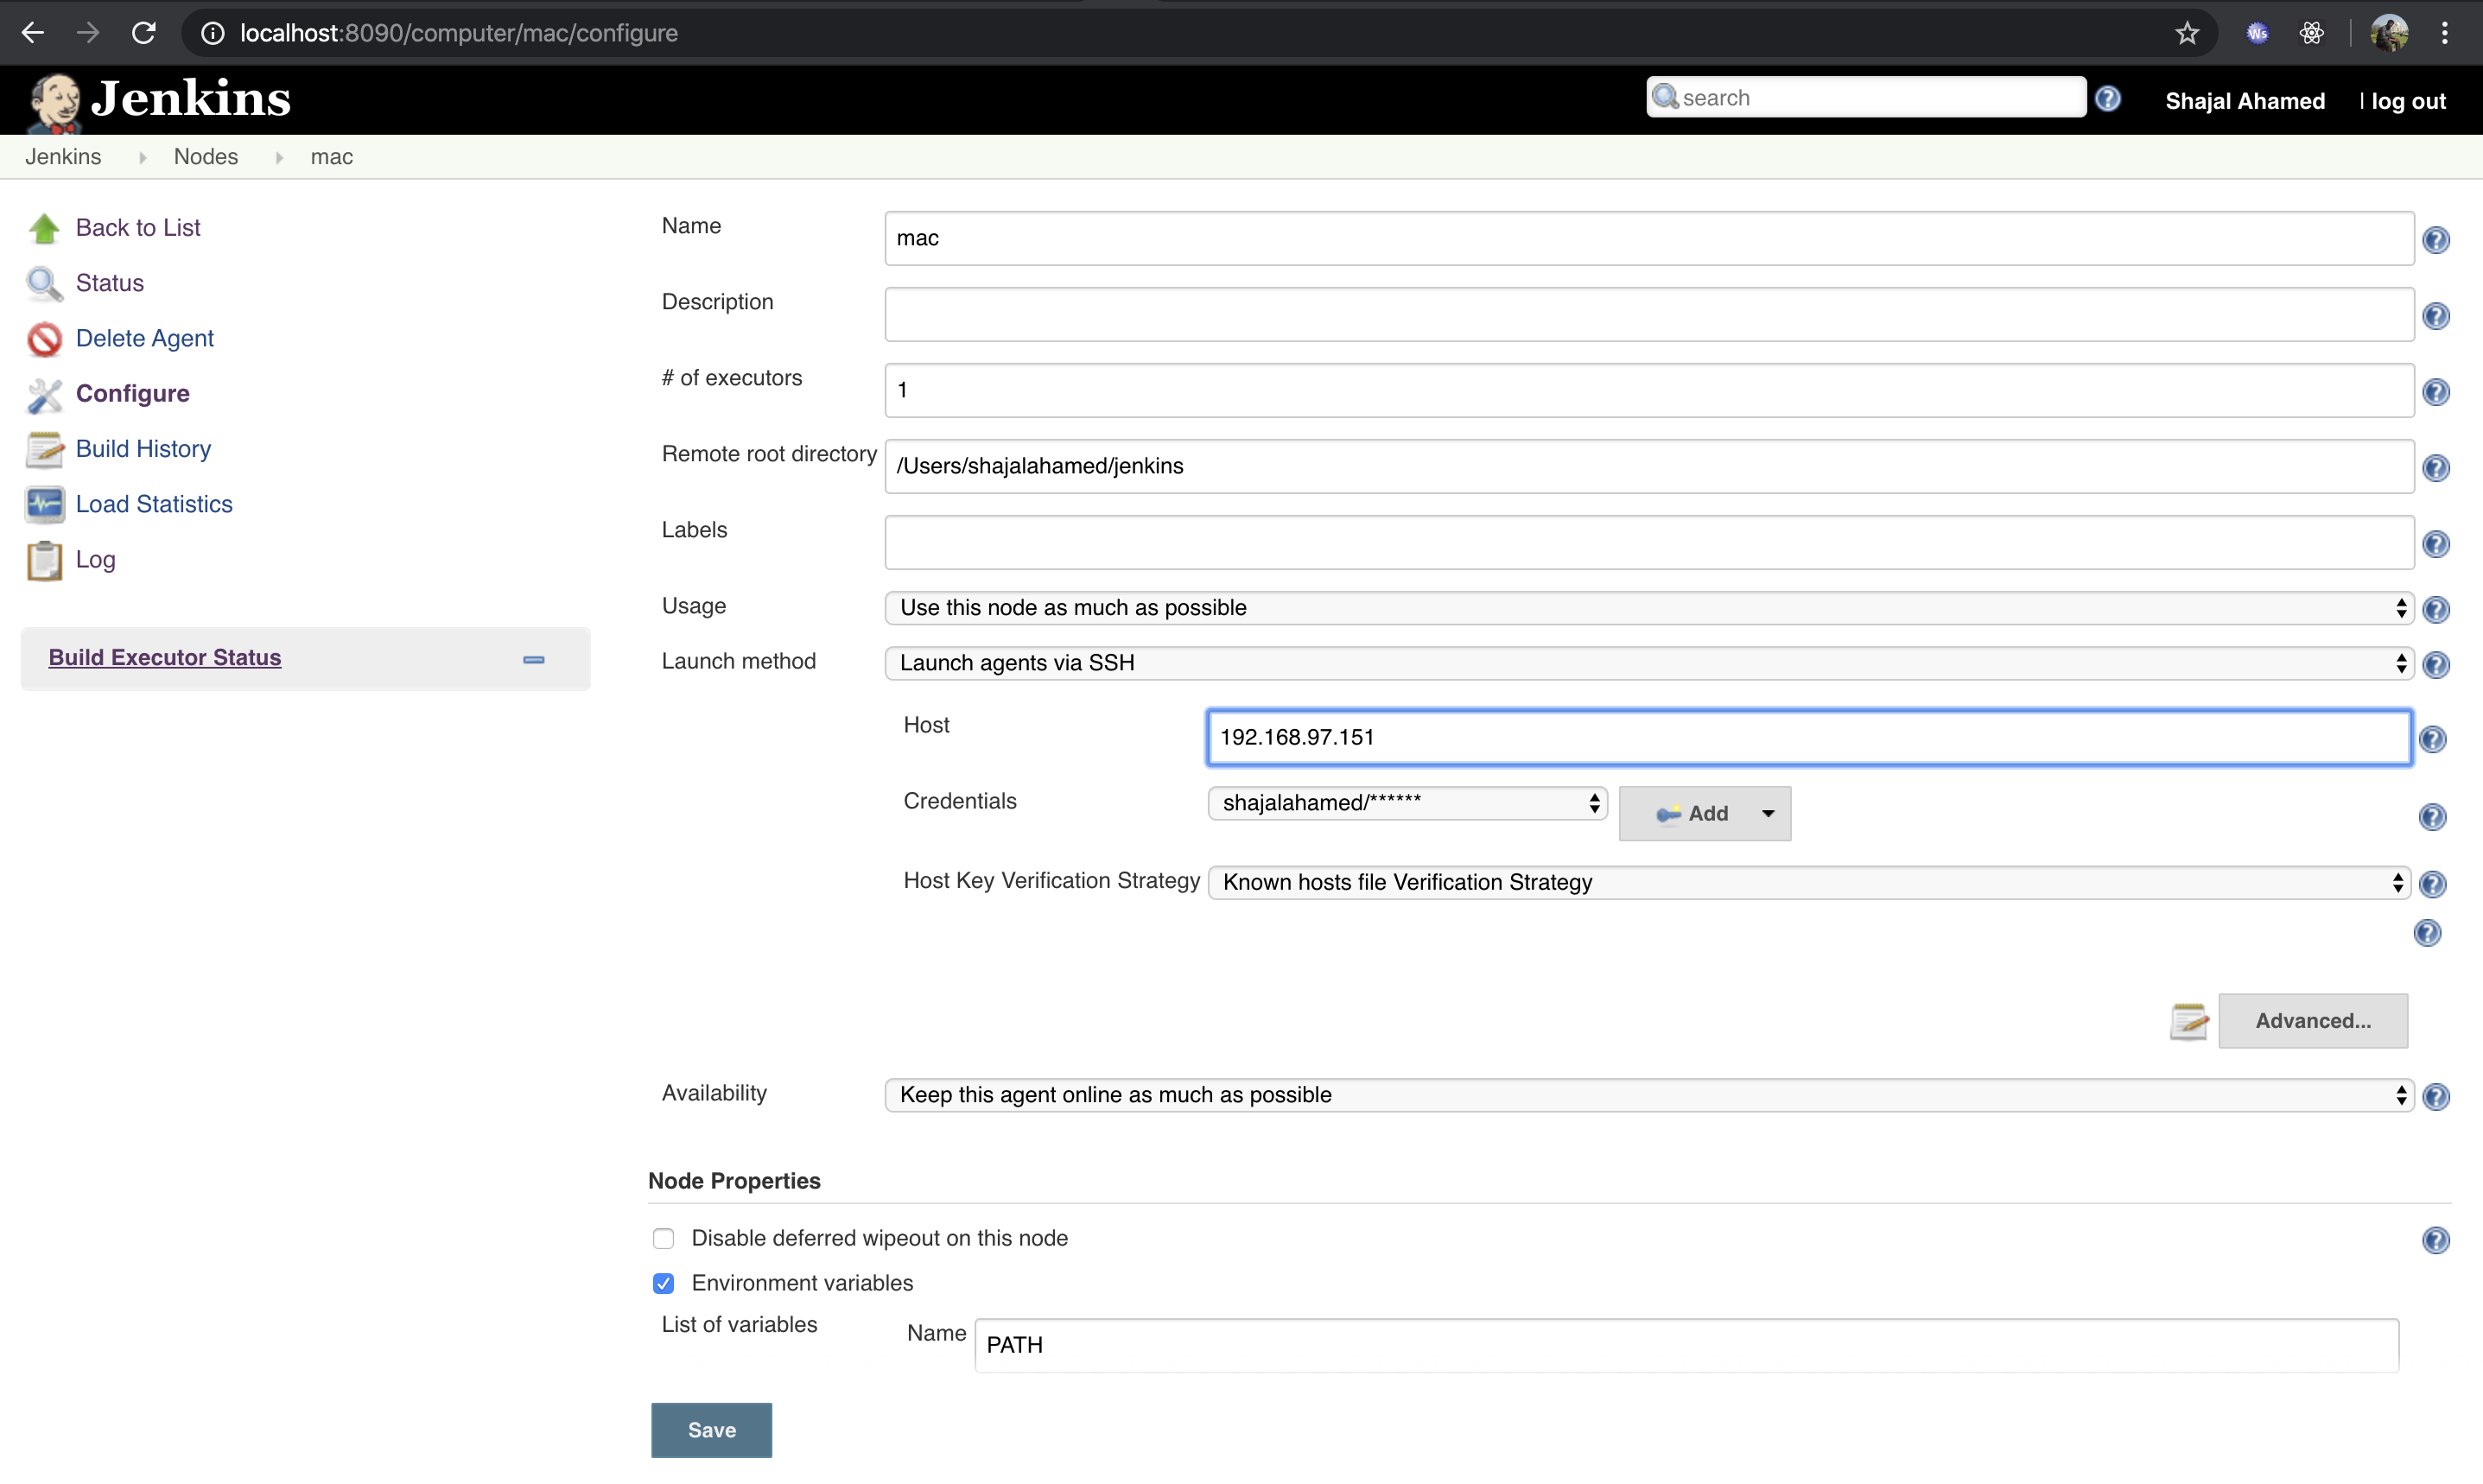 localhost:8090/computer/mac/configure
Ws
Jenkins
search
Shajal Ahamed | log out
Jenkins Nodes mac
Back to List
Status
Delete Agent
Configure
Build History
Load Statistics
Log
Build Executor Status
Name mac
Description
# of executors 1
Remote root directory /Users/shajalahamed/jenkins
Labels
Usage Use this node as much as possible
Launch method Launch agents via SSH
Host 192.168.97.151
Credentials shajalahamed/****** Add
Host Key Verification Strategy Known hosts file Verification Strategy
Advanced...
Availability Keep this agent online as much as possible
Node Properties
Disable deferred wipeout on this node
Environment variables
List of variables Name PATH
Save